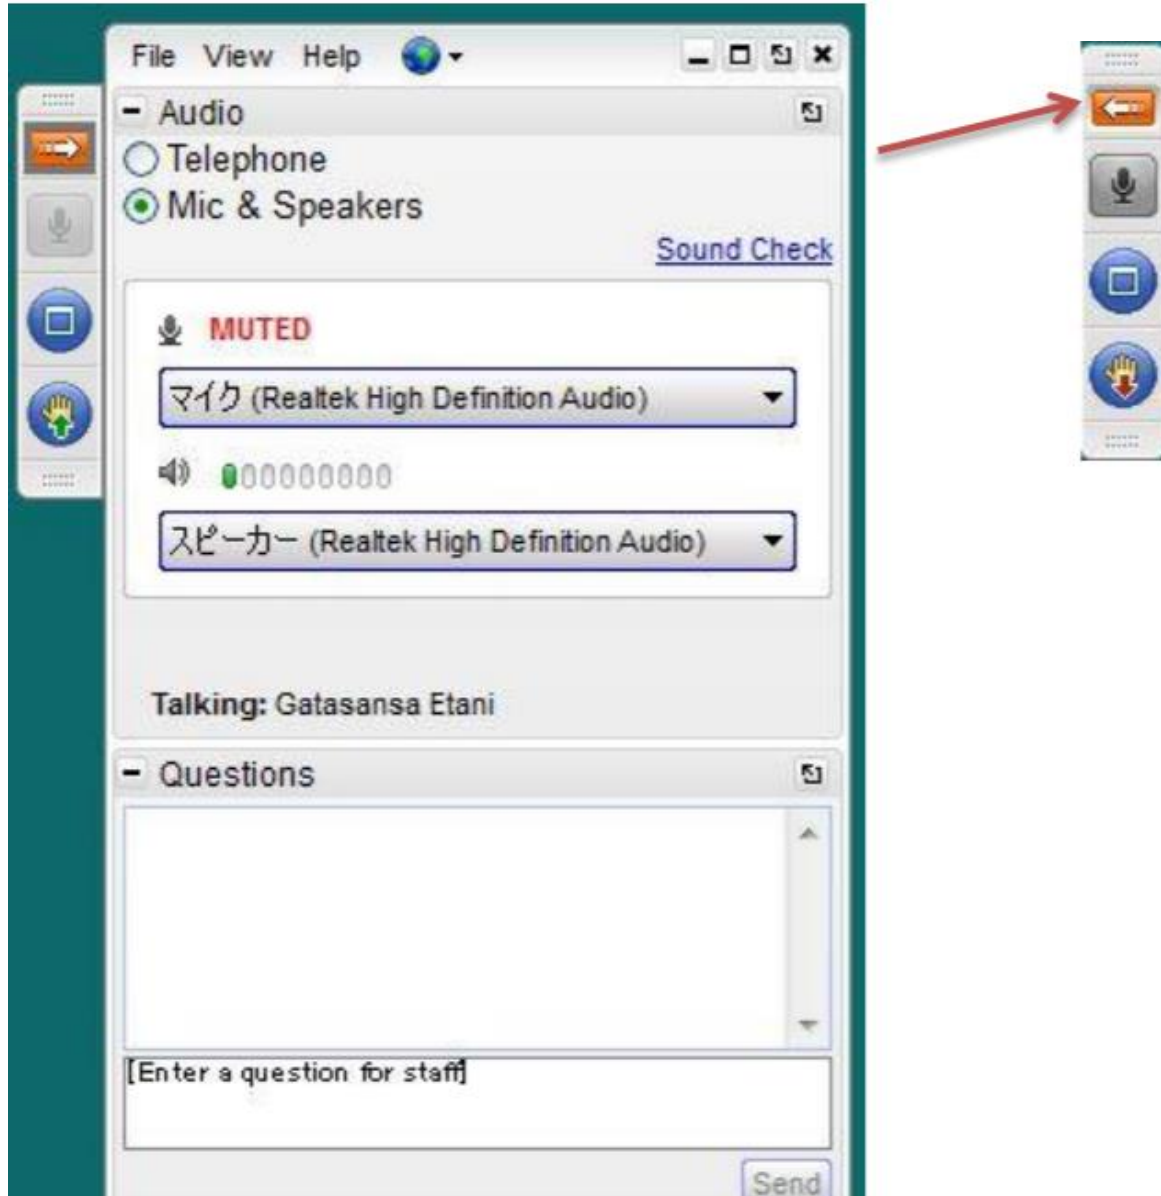 File View Help
Audio
Telephone
Mic & Speakers
Sound Check
MUTED
マイク (Realtek High Definition Audio)
スピーカー (Realtek High Definition Audio)
Talking: Gatasansa Etani
Questions
[Enter a question for staff]
Send